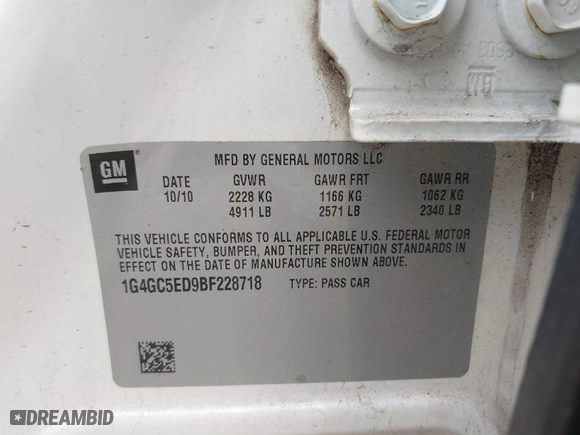 GM
MFD BY GENERAL MOTORS LLC
DATE GVWR GAWR FRT GAWR RR
10/10 2228 KG 1166 KG 1062 KG
4911 LB 2571 LB 2340 LB
THIS VEHICLE CONFORMS TO ALL APPLICABLE U.S. FEDERAL MOTOR
VEHICLE SAFETY, BUMPER, AND THEFT PREVENTION STANDARDS IN
EFFECT ON THE DATE OF MANUFACTURE SHOWN ABOVE.
1G4GC5ED9BF228718 TYPE: PASS CAR
DREAMBID